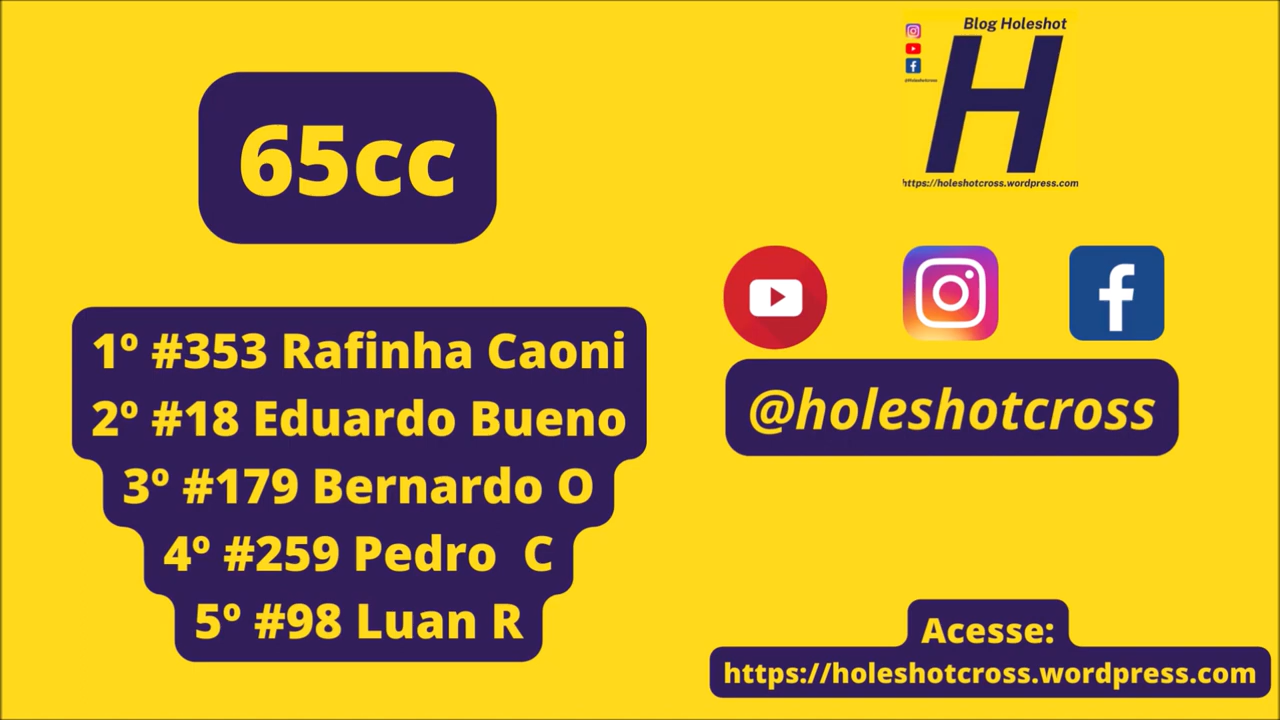 65cc
1º #353 Rafinha Caoni
2º #18 Eduardo Bueno
3º #179 Bernardo O
4º #259 Pedro  C
5º #98 Luan R
Blog Holeshot
@holeshotcross
H
https://holeshotcross.wordpress.com
@holeshotcross
Acesse:
https://holeshotcross.wordpress.com